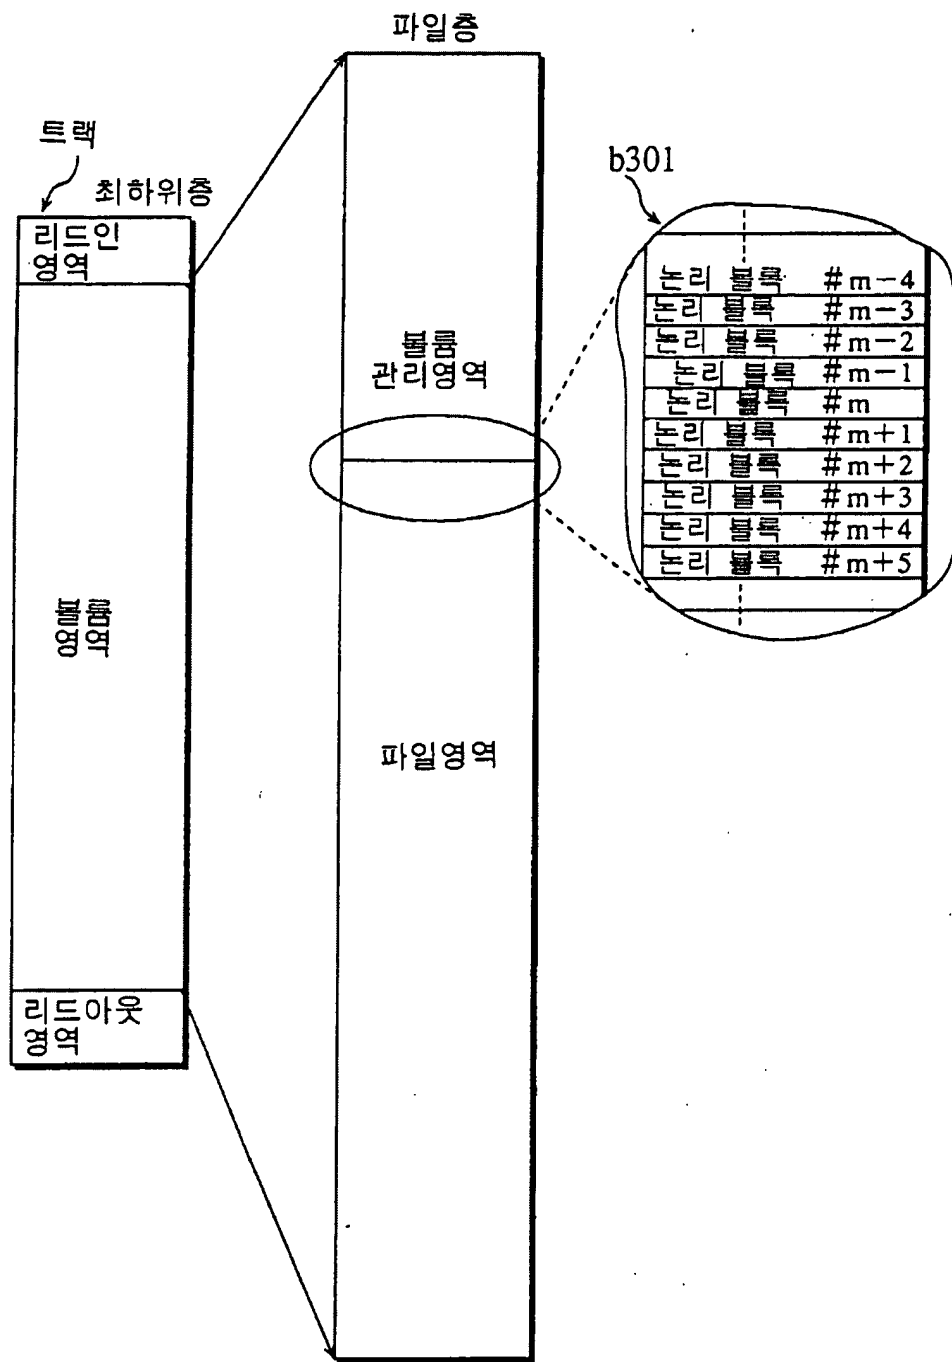 파일층
트랙
최하위층
리드인
영역
볼륨
영역
리드아웃
영역
볼륨
관리영역
파일영역
b301
논리 블록 #m-4
논리 블록 #m-3
논리 블록 #m-2
논리 블록 #m-1
논리 블록 #m
논리 블록 #m+1
논리 블록 #m+2
논리 블록 #m+3
논리 블록 #m+4
논리 블록 #m+5